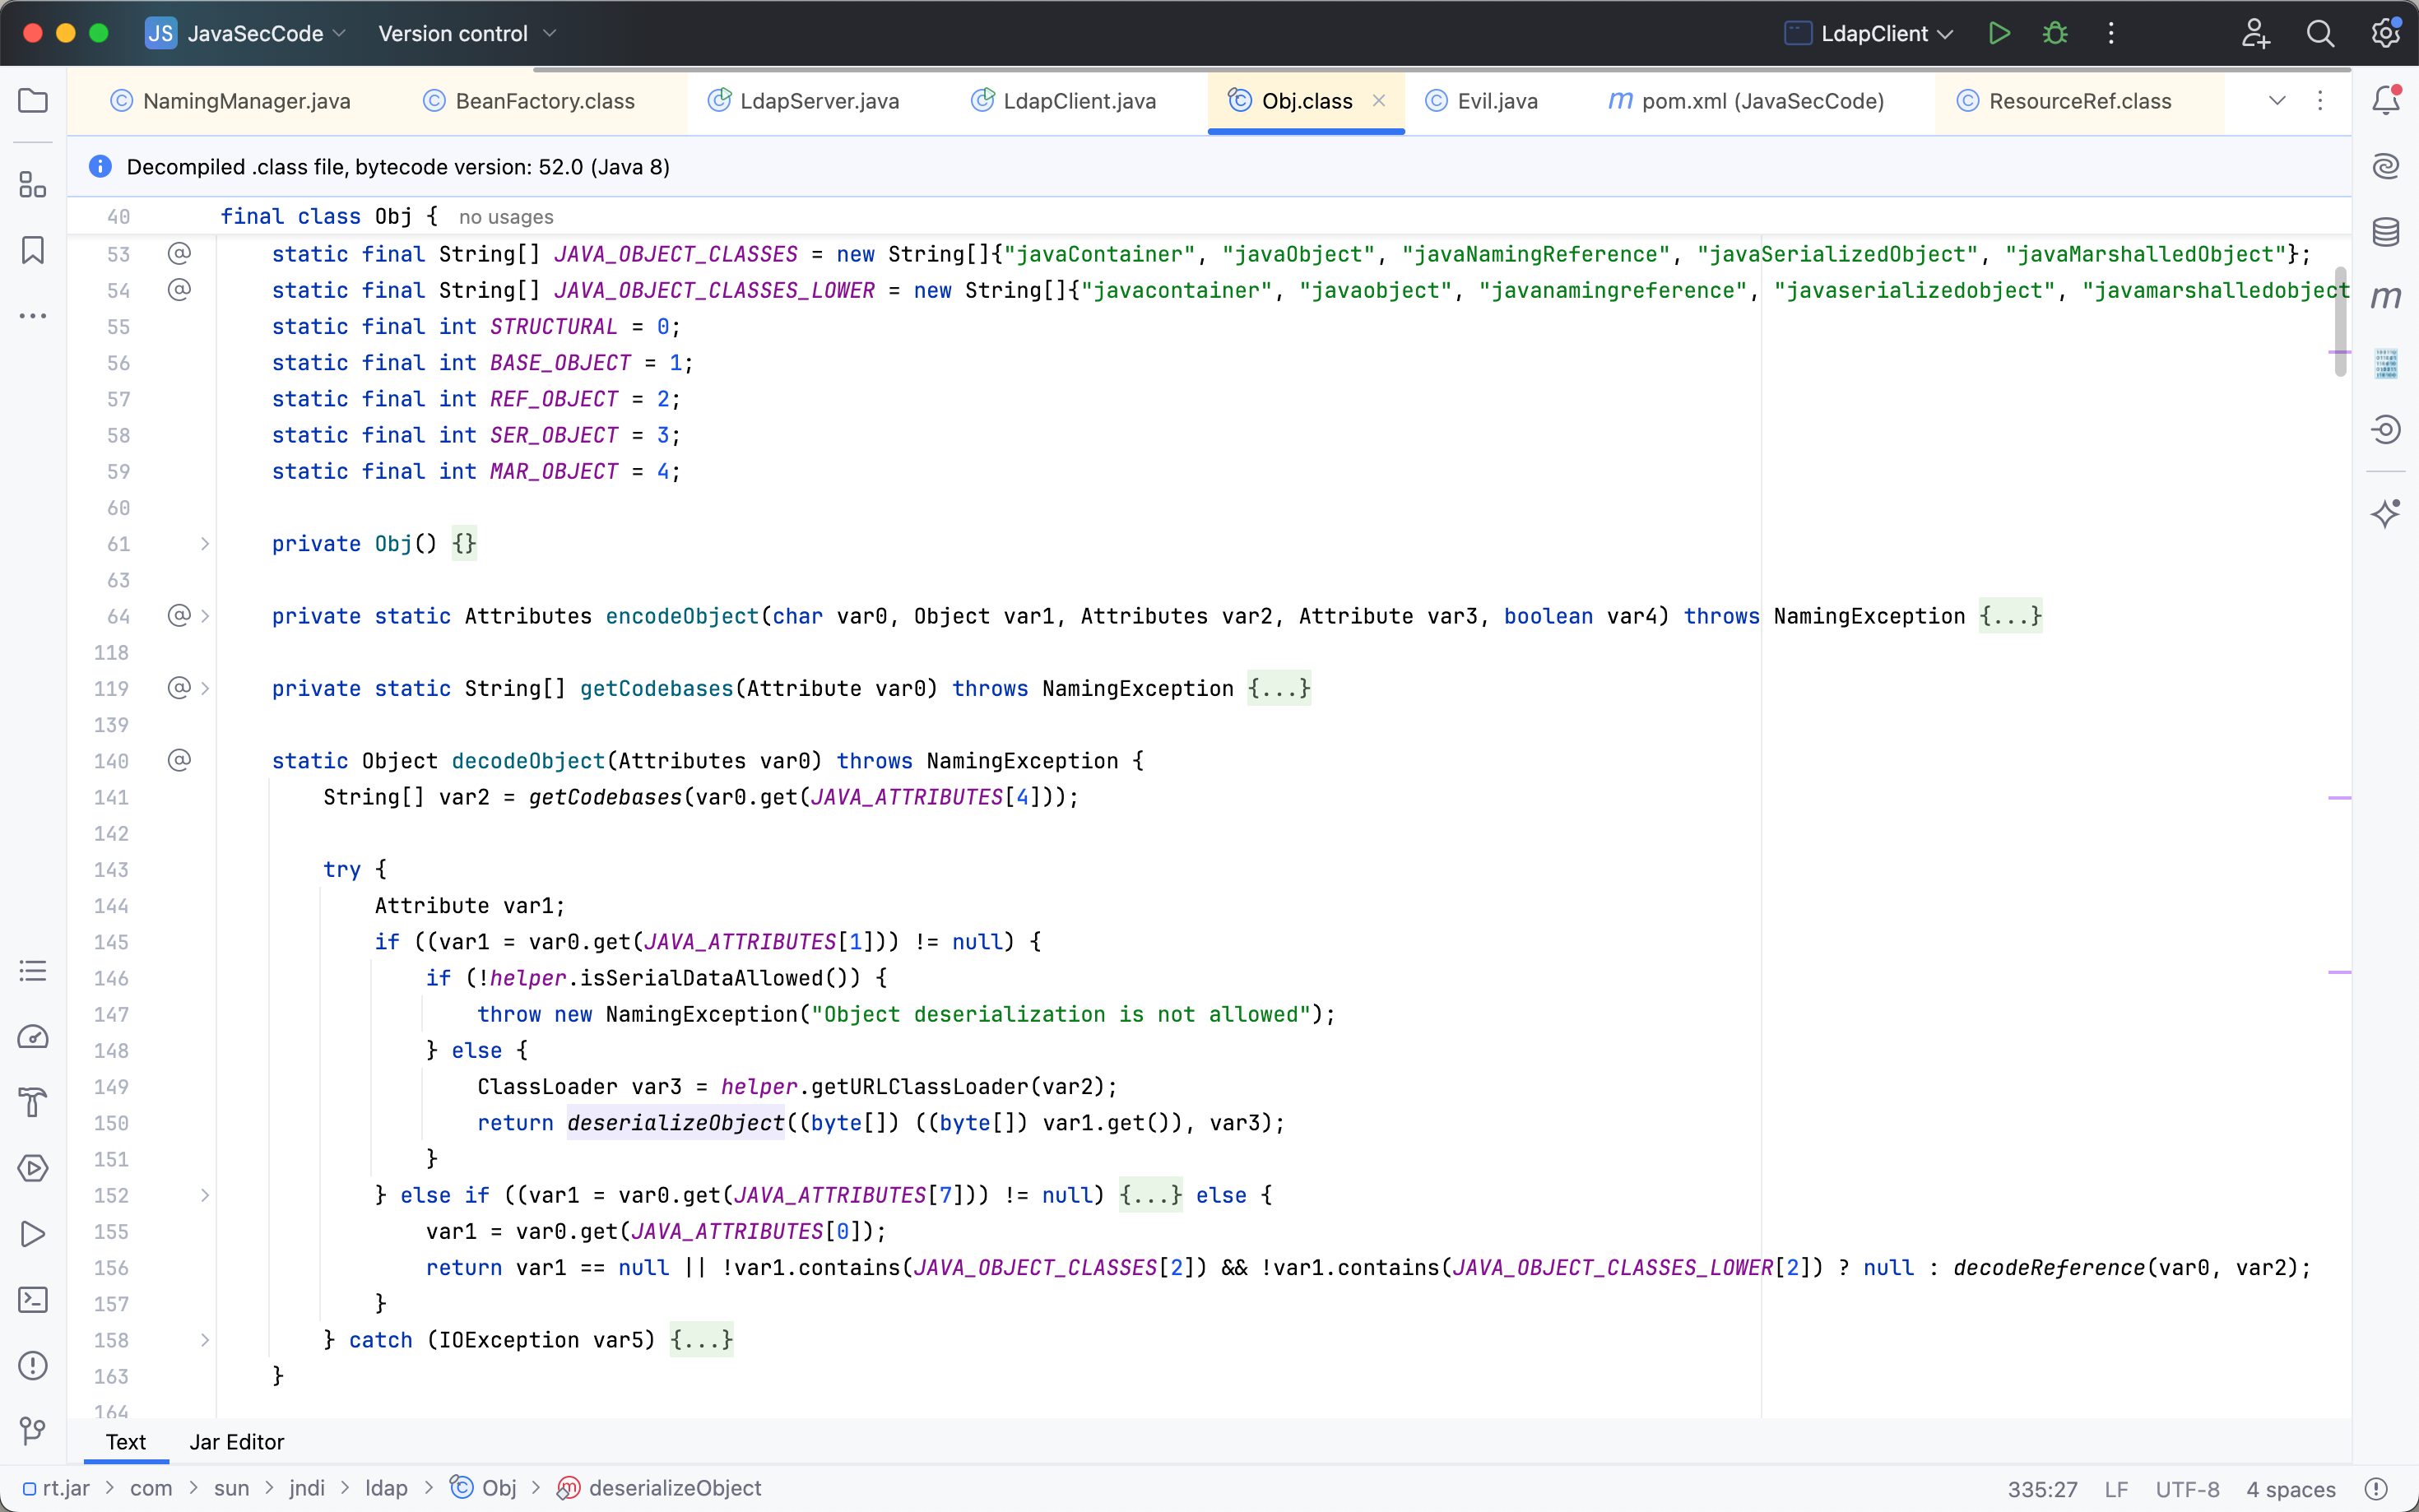 JS JavaSecCode Version control LdapClient
NamingManager.java BeanFactory.class LdapServer.java LdapClient.java Obj.class Evil.java m pom.xml (JavaSecCode) ResourceRef.class
Decompiled .class file, bytecode version: 52.0 (Java 8)
40 final class Obj { no usages
53 static final String[] JAVA_OBJECT_CLASSES = new String[]{"javaContainer", "javaObject", "javaNamingReference", "javaSerializedObject", "javaMarshalledObject"};
54 static final String[] JAVA_OBJECT_CLASSES_LOWER = new String[]{"javacontainer", "javaobject", "javanamingreference", "javaserializedobject", "javamarshalledobject
55 static final int STRUCTURAL = 0;
56 static final int BASE_OBJECT = 1;
57 static final int REF_OBJECT = 2;
58 static final int SER_OBJECT = 3;
59 static final int MAR_OBJECT = 4;
60
61 private Obj() {}
63
64 private static Attributes encodeObject(char var0, Object var1, Attributes var2, Attribute var3, boolean var4) throws NamingException {...}
118
119 private static String[] getCodebases(Attribute var0) throws NamingException {...}
139
140 static Object decodeObject(Attributes var0) throws NamingException {
141 String[] var2 = getCodebases(var0.get(JAVA_ATTRIBUTES[4]));
142
143 try {
144 Attribute var1;
145 if ((var1 = var0.get(JAVA_ATTRIBUTES[1])) != null) {
146 if (!helper.isSerialDataAllowed()) {
147 throw new NamingException("Object deserialization is not allowed");
148 } else {
149 ClassLoader var3 = helper.getURLClassLoader(var2);
150 return deserializeObject((byte[]) ((byte[]) var1.get()), var3);
151 }
152 } else if ((var1 = var0.get(JAVA_ATTRIBUTES[7])) != null) {...} else {
155 var1 = var0.get(JAVA_ATTRIBUTES[0]);
156 return var1 == null || !var1.contains(JAVA_OBJECT_CLASSES[2]) && !var1.contains(JAVA_OBJECT_CLASSES_LOWER[2]) ? null : decodeReference(var0, var2);
157 }
158 } catch (IOException var5) {...}
163 }
164
Text Jar Editor
rt.jar > com > sun > jndi > ldap > Obj > deserializeObject 335:27 LF UTF-8 4 spaces